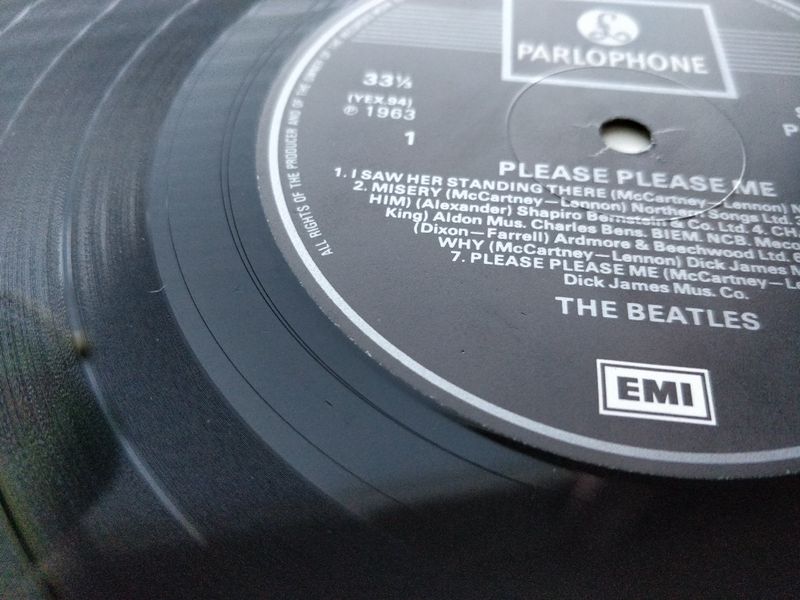 PARLOPHONE
33⅓
(YEX.94)
℗ 1963
1
PLEASE PLEASE ME
1. I SAW HER STANDING THERE (McCartney–Lennon)
2. MISERY (McCartney–Lennon) Northern Songs Ltd.
HIM) (Alexander) Shapiro Bernstein & Co. Ltd. 4.
King) Aldon Mus. Charles Bens. BIEM. NCB.
(Dixon–Farrell) Ardmore & Beechwood Ltd.
WHY (McCartney–Lennon) Dick James
7. PLEASE PLEASE ME (McCartney–
Dick James Mus. Co.
THE BEATLES
EMI
ALL RIGHTS OF THE PRODUCER AND OF THE OWNER OF THE